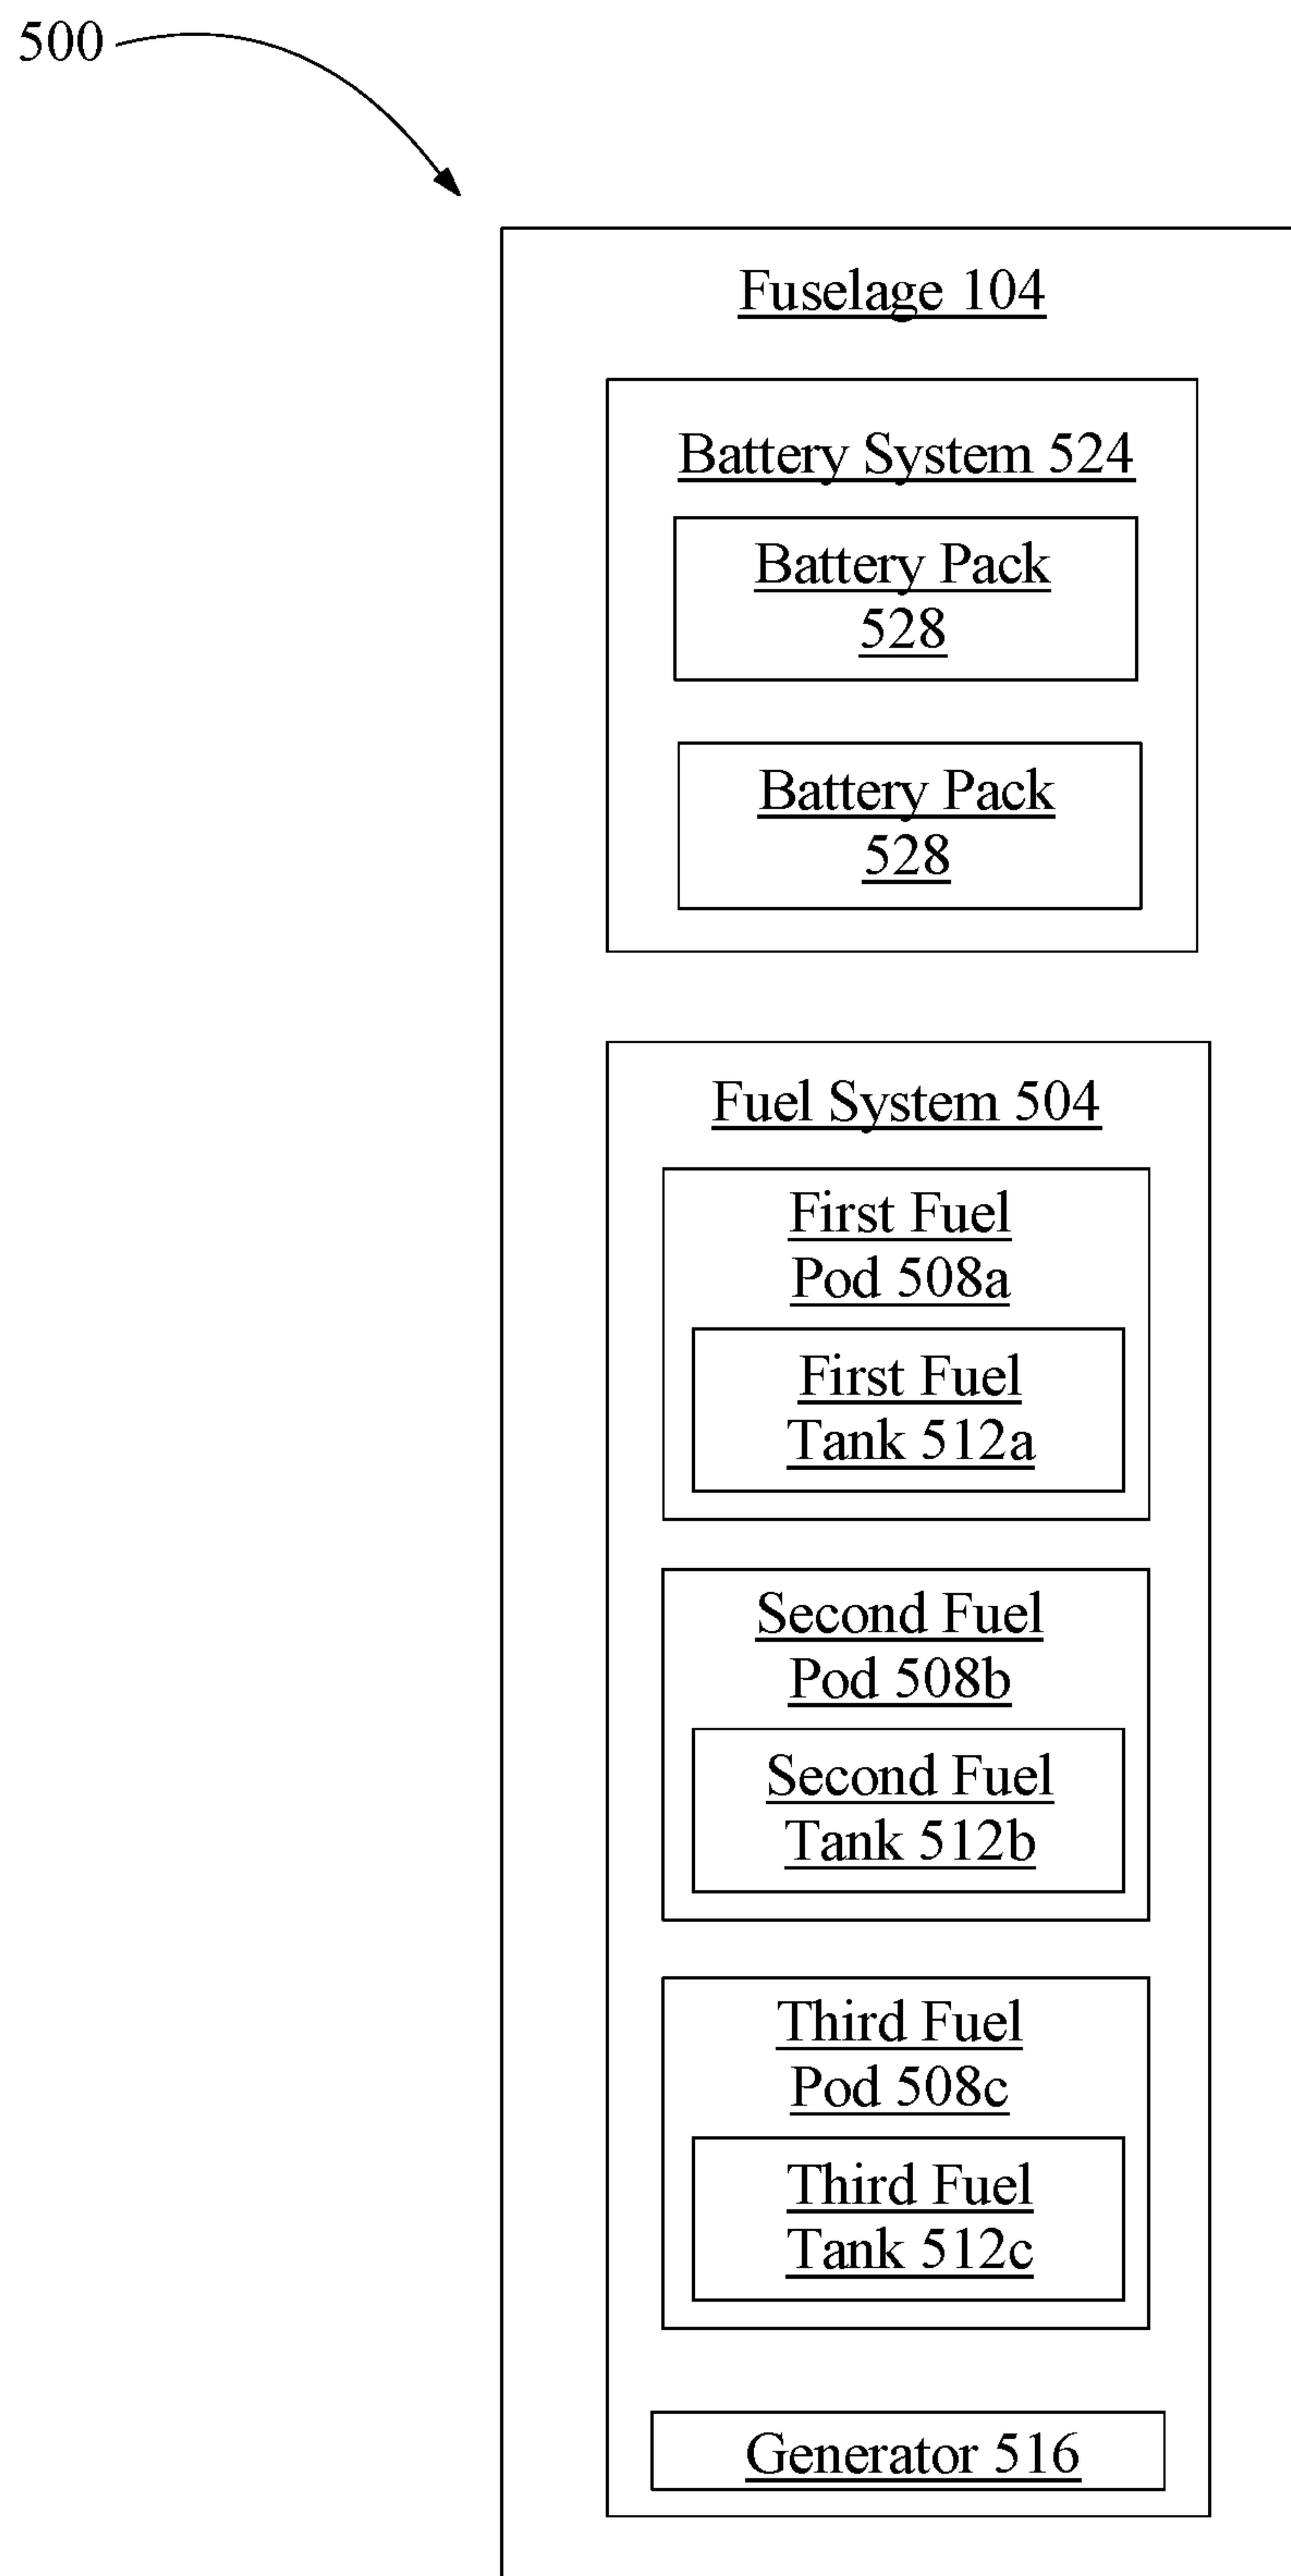 500
Fuselage 104
Battery System 524
Battery Pack
528
Battery Pack
528
Fuel System 504
First Fuel
Pod 508a
First Fuel
Tank 512a
Second Fuel
Pod 508b
Second Fuel
Tank 512b
Third Fuel
Pod 508c
Third Fuel
Tank 512c
Generator 516